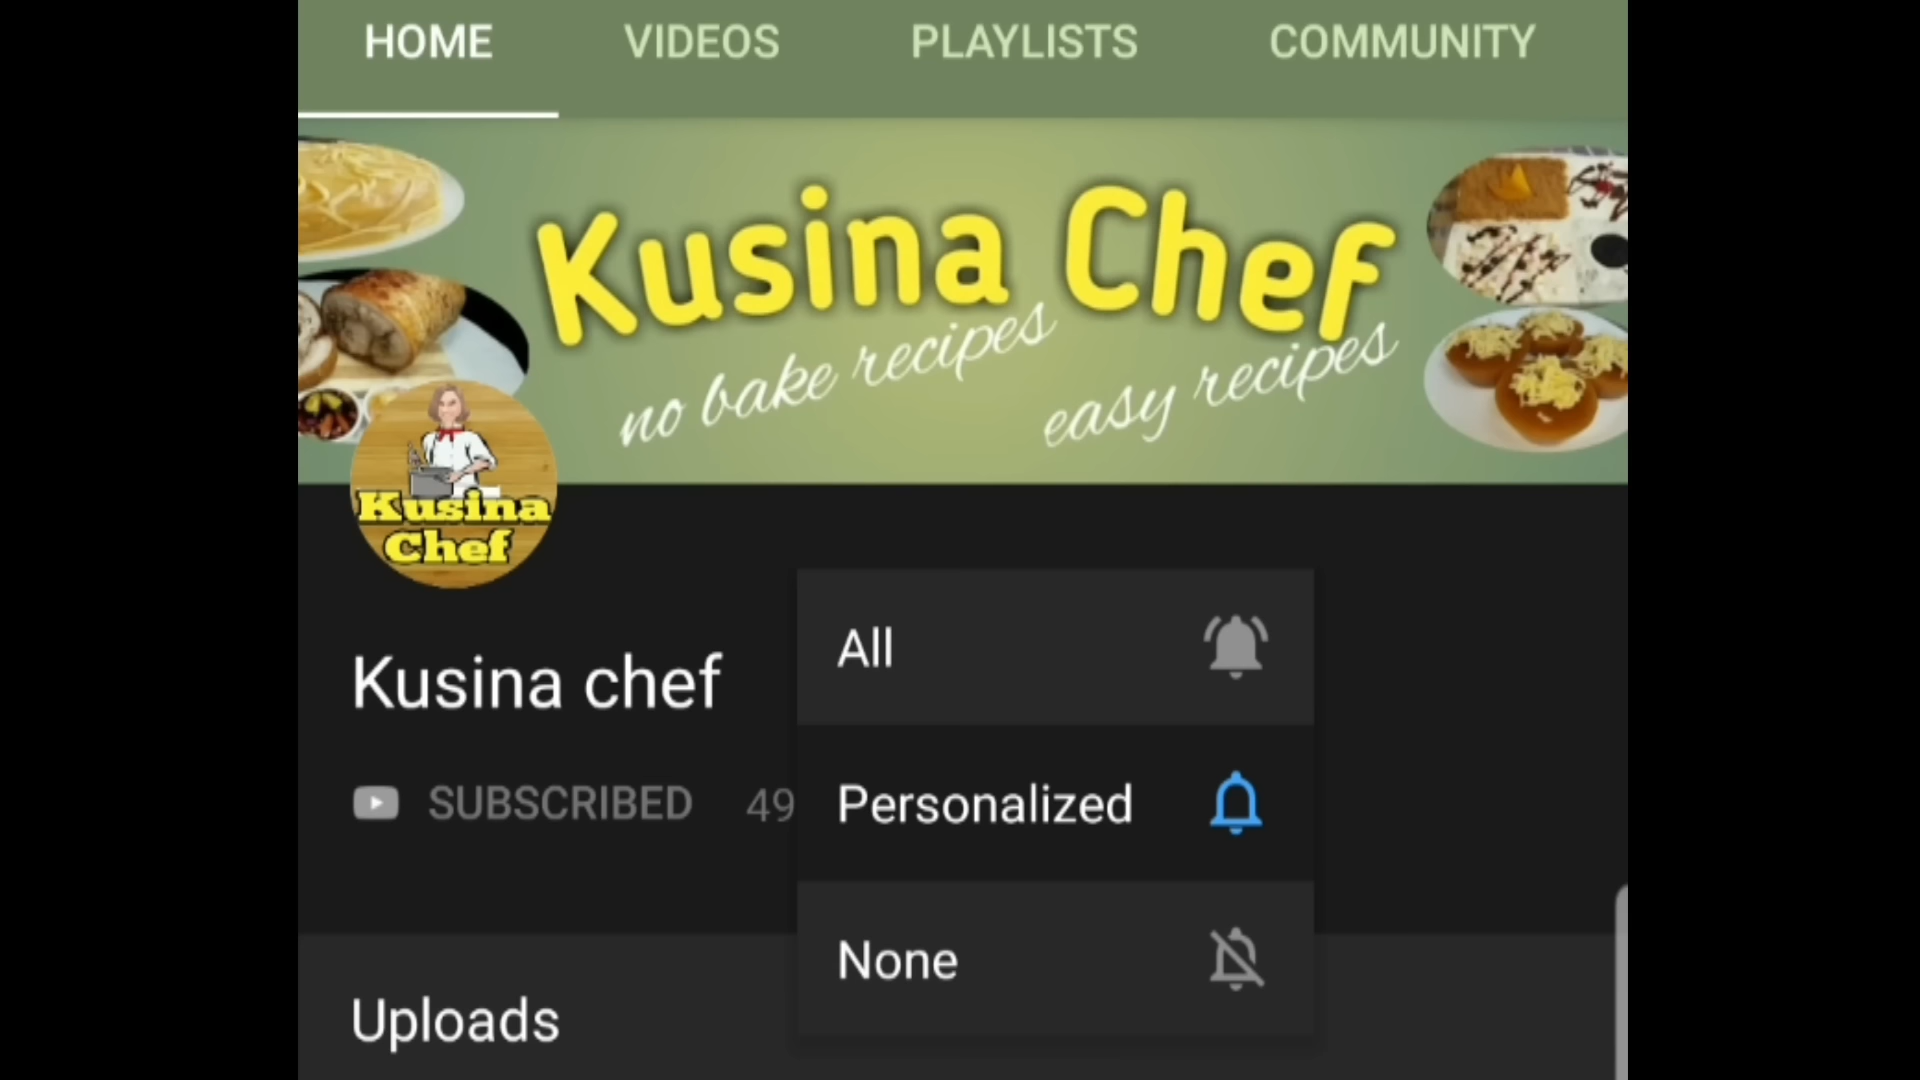 HOME VIDEOS PLAYLISTS COMMUNITY
Kusina Chef
no bake recipes easy recipes
Kusina
Chef
Kusina chef
SUBSCRIBED 49
All
Personalized
None
Uploads